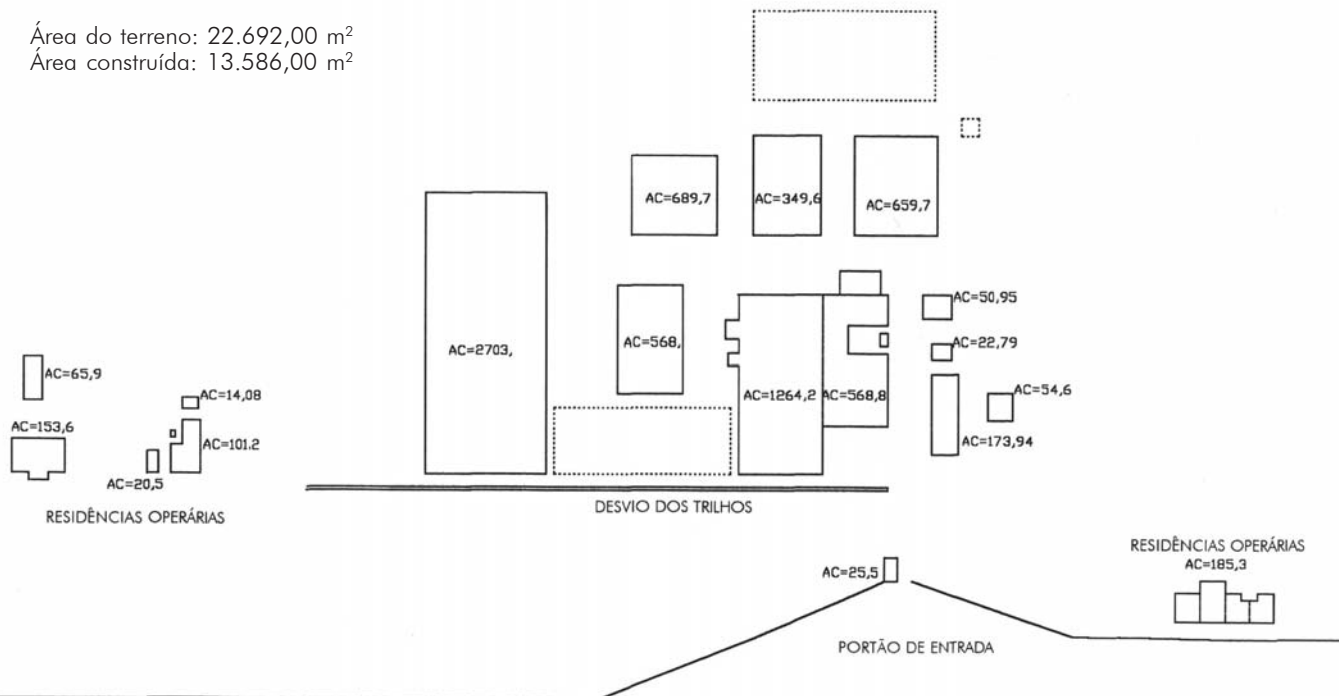 Área do terreno: 22.692,00 m²
Área construída: 13.586,00 m²
AC=689,7
AC=349,6
AC=659,7
AC=50,95
AC=2703,
AC=568,
AC=22,79
AC=65,9
AC=14,08
AC=1264,2
AC=568,8
AC=54,6
AC=153,6
AC=101.2
AC=173,94
AC=20,5
RESIDÊNCIAS OPERÁRIAS
DESVIO DOS TRILHOS
RESIDÊNCIAS OPERÁRIAS
AC=185,3
AC=25,5
PORTÃO DE ENTRADA